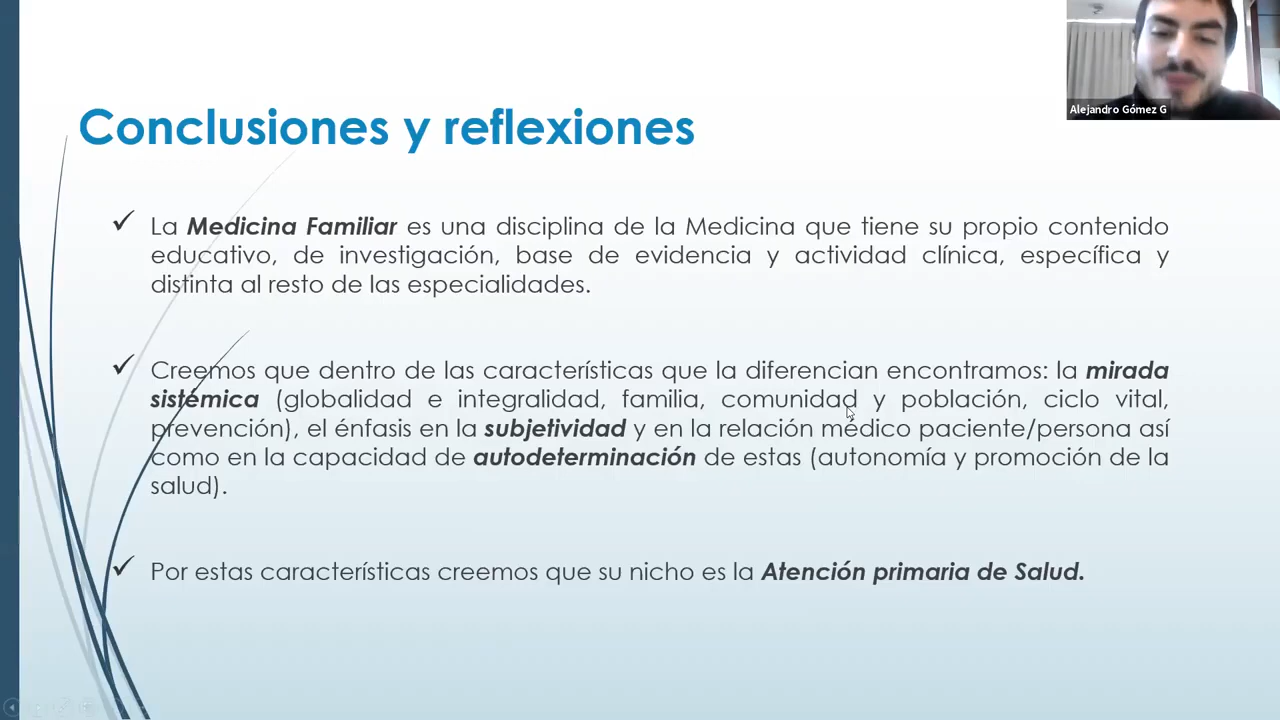 Conclusiones y reflexiones
Alejandro Gómez G
✓ La Medicina Familiar es una disciplina de la Medicina que tiene su propio contenido
educativo, de investigación, base de evidencia y actividad clínica, específica y
distinta al resto de las especialidades.
✓ Creemos que dentro de las características que la diferencian encontramos: la mirada
sistémica (globalidad e integralidad, familia, comunidad y población, ciclo vital,
prevención), el énfasis en la subjetividad y en la relación médico paciente/persona así
como en la capacidad de autodeterminación de estas (autonomía y promoción de la
salud).
✓ Por estas características creemos que su nicho es la Atención primaria de Salud.